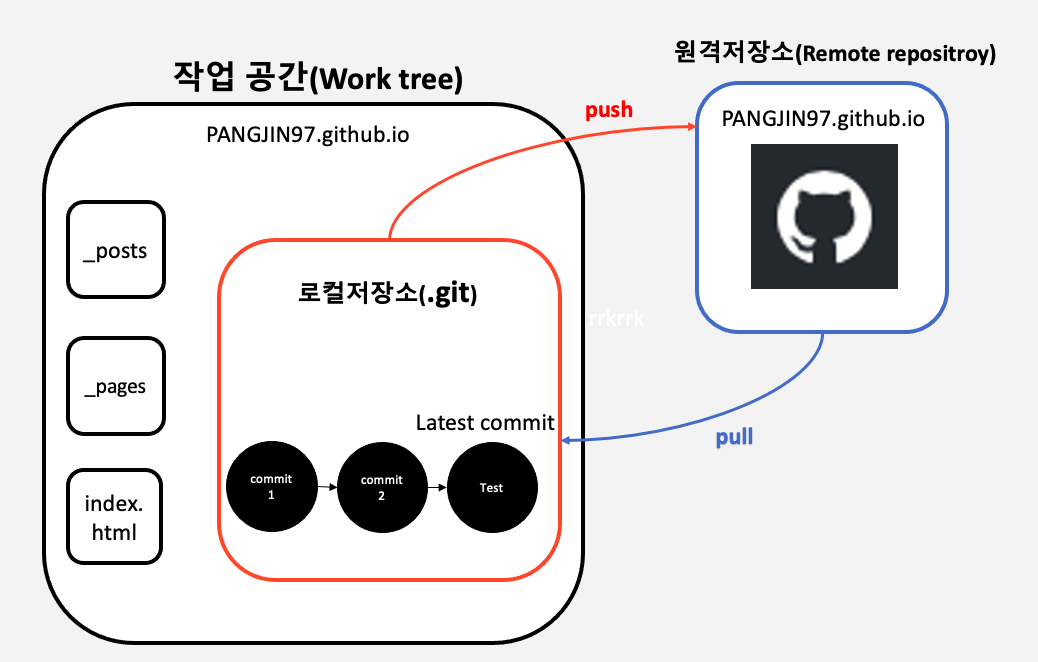 작업 공간(Work tree)
원격저장소(Remote repositroy)
PANGJIN97.github.io
push
PANGJIN97.github.io
_posts
로컬저장소(.git)
rrkrrk
_pages
Latest commit
pull
commit
1
commit
2
Test
index.
html